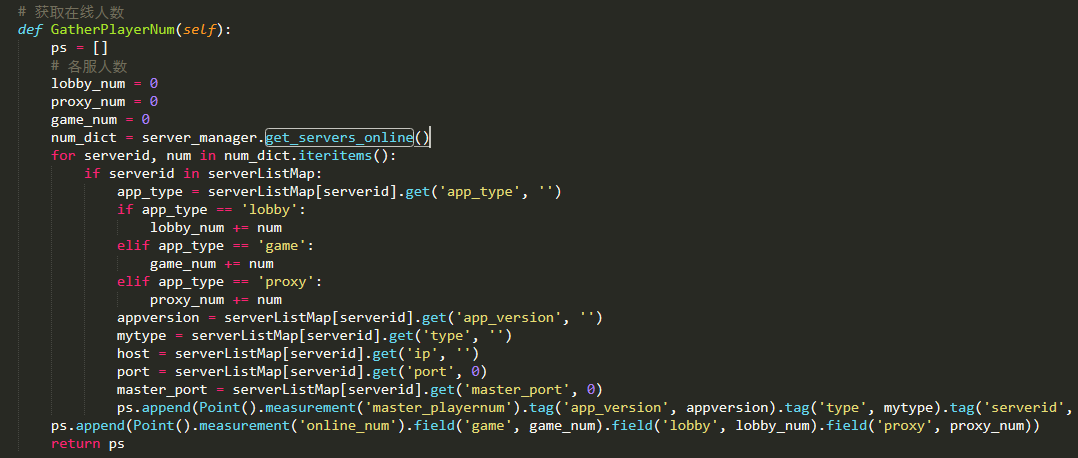 # 获取在线人数
def GatherPlayerNum(self):
    ps = []
    # 各服人数
    lobby_num = 0
    proxy_num = 0
    game_num = 0
    num_dict = server_manager.get_servers_online()
    for serverid, num in num_dict.iteritems():
        if serverid in serverListMap:
            app_type = serverListMap[serverid].get('app_type', '')
            if app_type == 'lobby':
                lobby_num += num
            elif app_type == 'game':
                game_num += num
            elif app_type == 'proxy':
                proxy_num += num
            appversion = serverListMap[serverid].get('app_version', '')
            mytype = serverListMap[serverid].get('type', '')
            host = serverListMap[serverid].get('ip', '')
            port = serverListMap[serverid].get('port', 0)
            master_port = serverListMap[serverid].get('master_port', 0)
            ps.append(Point().measurement('master_playernum').tag('app_version', appversion).tag('type', mytype).tag('serverid',
    ps.append(Point().measurement('online_num').field('game', game_num).field('lobby', lobby_num).field('proxy', proxy_num))
    return ps